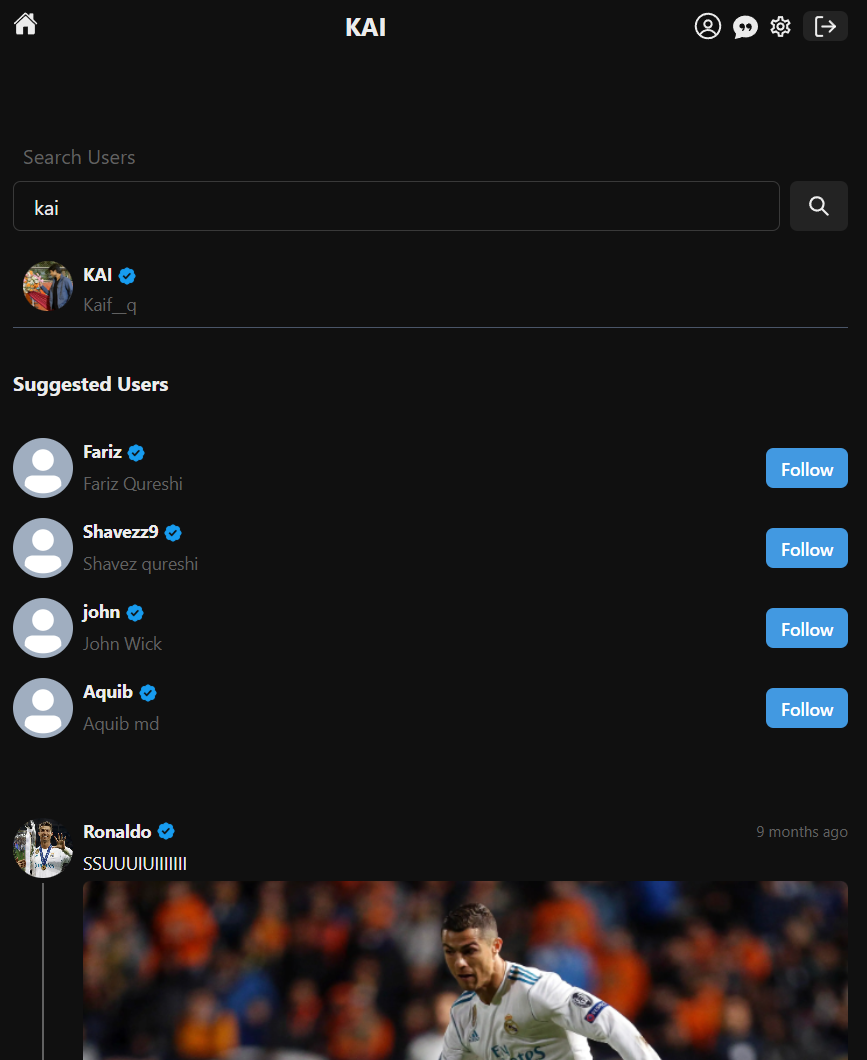 KAI
Search Users
kai
KAI
Kaif__q
Suggested Users
Fariz
Fariz Qureshi
Follow
Shavezz9
Shavez qureshi
Follow
john
John Wick
Follow
Aquib
Aquib md
Follow
Ronaldo
9 months ago
SSUUUIUIIIIIII